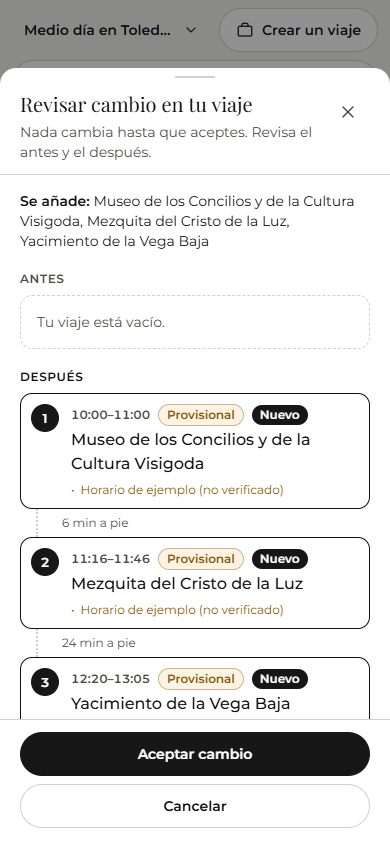 Medio día en Toled...
Crear un viaje
Revisar cambio en tu viaje
Nada cambia hasta que aceptes. Revisa el
antes y el después.
Se añade: Museo de los Concilios y de la Cultura
Visigoda, Mezquita del Cristo de la Luz,
Yacimiento de la Vega Baja
ANTES
Tu viaje está vacío.
DESPUÉS
1 10:00–11:00 Provisional Nuevo
Museo de los Concilios y de la
Cultura Visigoda
· Horario de ejemplo (no verificado)
6 min a pie
2 11:16–11:46 Provisional Nuevo
Mezquita del Cristo de la Luz
· Horario de ejemplo (no verificado)
24 min a pie
3 12:20–13:05 Provisional Nuevo
Yacimiento de la Vega Baja
Aceptar cambio
Cancelar